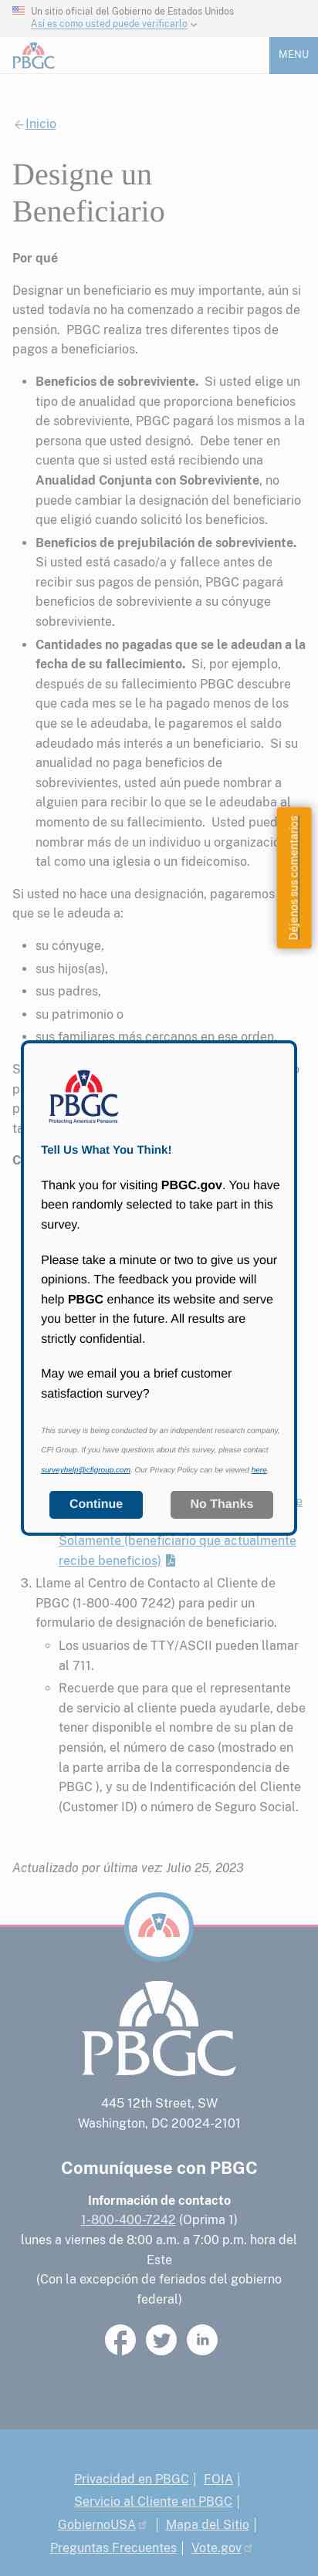 Un sitio oficial del Gobierno de Estados Unidos
Así es como usted puede verificarlo
PBGC
MENU
Inicio
Designe un
Beneficiario
Por qué
Designar un beneficiario es muy importante, aún si
usted todavía no ha comenzado a recibir pagos de
pensión.  PBGC realiza tres diferentes tipos de
pagos a beneficiarios.
• Beneficios de sobreviviente.  Si usted elige un
tipo de anualidad que proporciona beneficios
de sobreviviente, PBGC pagará los mismos a la
persona que usted designó.  Debe tener en
cuenta que si usted está recibiendo una
Anualidad Conjunta con Sobreviviente, no
puede cambiar la designación del beneficiario
que eligió cuando solicitó los beneficios.
• Beneficios de prejubilación de sobreviviente.
Si usted está casado/a y fallece antes de
recibir sus pagos de pensión, PBGC pagará
beneficios de sobreviviente a su cónyuge
sobreviviente.
• Cantidades no pagadas que se le adeudan a la
fecha de su fallecimiento.  Si, por ejemplo,
después de su fallecimiento PBGC descubre
que cada mes se le ha pagado menos de los
que se le adeudaba, le pagaremos el saldo
adeudado más interés a un beneficiario.  Si su
anualidad no paga beneficios de
sobrevivientes, usted aún puede nombrar a
alguien para recibir lo que se le adeudaba al
momento de su fallecimiento.  Usted
nombrar más de un individuo u
tal como una iglesia o un fideicomiso.
Déjenos sus comentarios
Si usted no hace una designación, pagaremos
que se le adeuda a:
• su cónyuge,
• sus hijos(as),
• sus padres,
• su patrimonio o
• sus familiares más cercanos en ese orden.
PBGC
Protecting America's Pensions
Tell Us What You Think!
Thank you for visiting PBGC.gov. You have
been randomly selected to take part in this
survey.
Please take a minute or two to give us your
opinions. The feedback you provide will
help PBGC enhance its website and serve
you better in the future. All results are
strictly confidential.
May we email you a brief customer
satisfaction survey?
This survey is being conducted by an independent research company,
CFI Group. If you have questions about this survey, please contact
surveyhelp@cfigroup.com. Our Privacy Policy can be viewed here.
Continue
No Thanks
Solamente (beneficiario que actualmente
recibe beneficios)
3. Llame al Centro de Contacto al Cliente de
PBGC (1-800-400 7242) para pedir un
formulario de designación de beneficiario.
◦ Los usuarios de TTY/ASCII pueden llamar
al 711.
◦ Recuerde que para que el representante
de servicio al cliente pueda ayudarle, debe
tener disponible el nombre de su plan de
pensión, el número de caso (mostrado en
la parte arriba de la correspondencia de
PBGC ), y su de Indentificación del Cliente
(Customer ID) o número de Seguro Social.
Actualizado por última vez: Julio 25, 2023
PBGC
445 12th Street, SW
Washington, DC 20024-2101
Comuníquese con PBGC
Información de contacto
1-800-400-7242 (Oprima 1)
lunes a viernes de 8:00 a.m. a 7:00 p.m. hora del
Este
(Con la excepción de feriados del gobierno
federal)
Privacidad en PBGC | FOIA |
Servicio al Cliente en PBGC |
GobiernoUSA | Mapa del Sitio |
Preguntas Frecuentes | Vote.gov